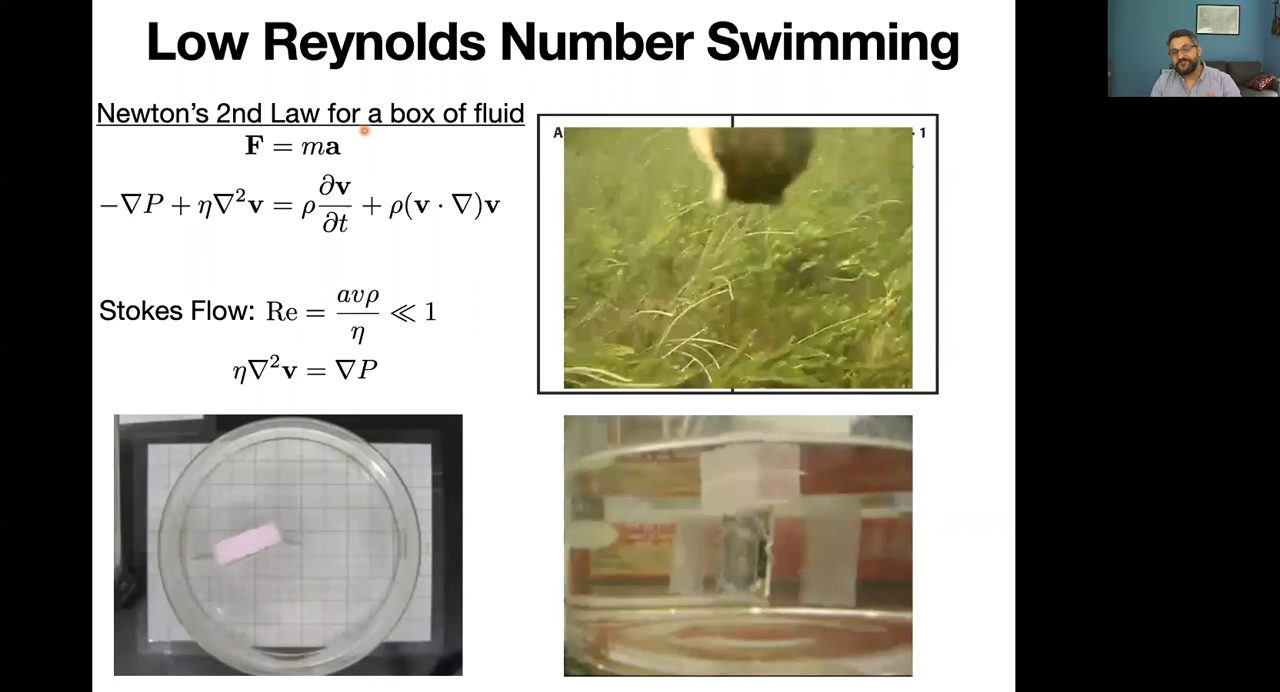 Low Reynolds Number Swimming
Newton's 2nd Law for a box of fluid
F = ma
−∇P + η∇²v = ρ ∂v/∂t + ρ(v · ∇)v
A
1
Stokes Flow: Re = avρ/η ≪ 1
η∇²v = ∇P